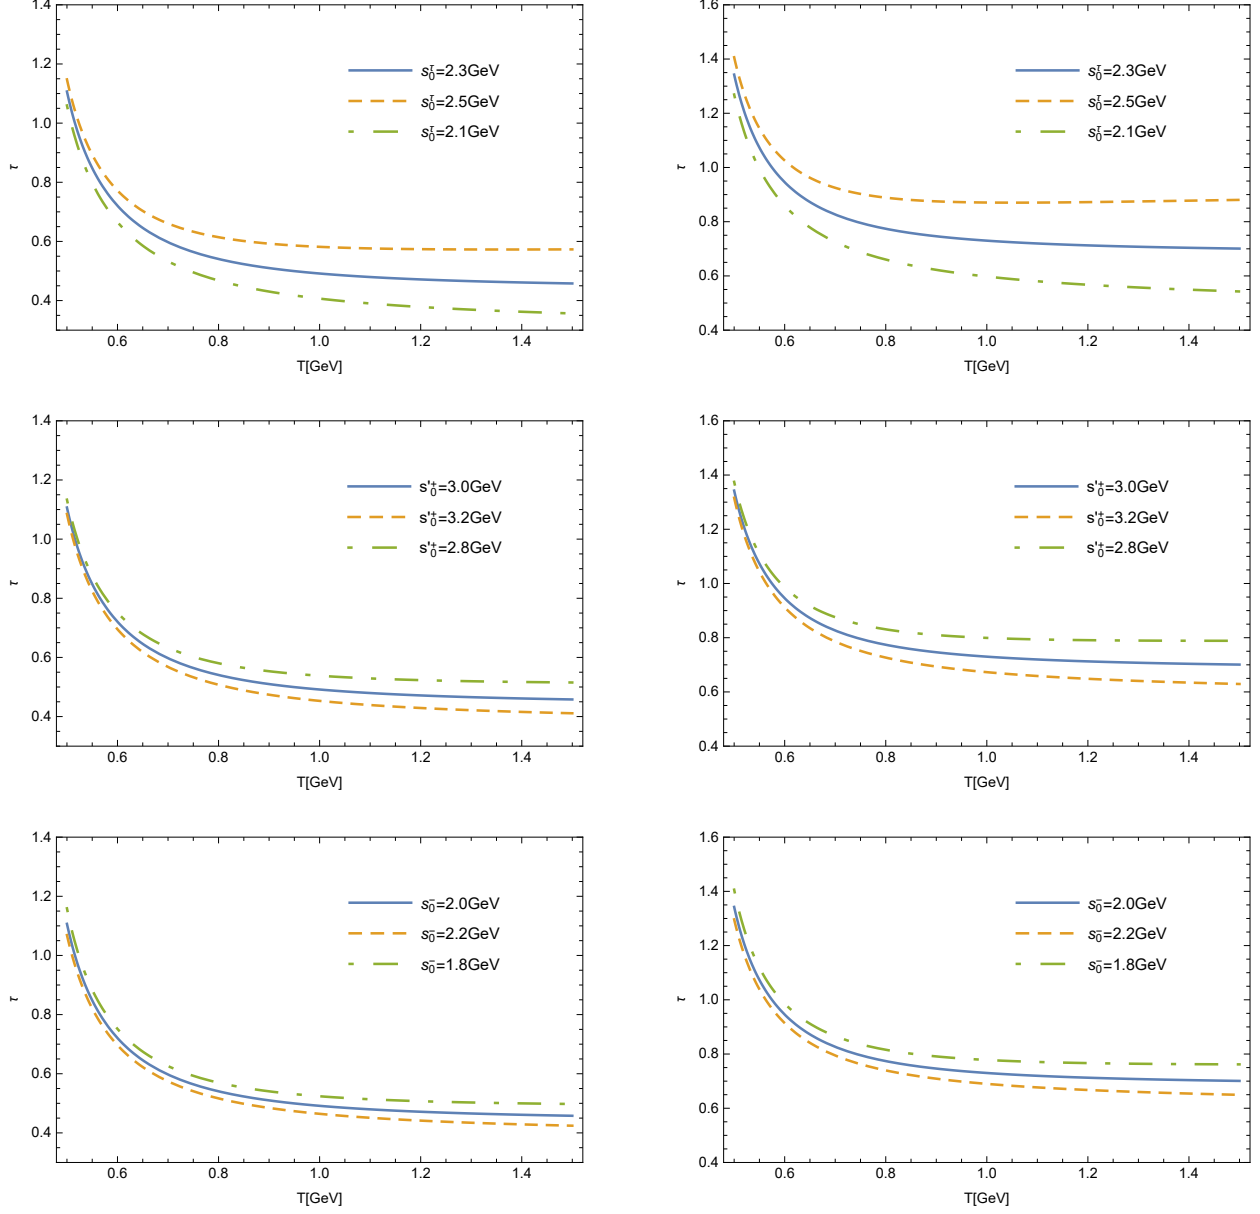 1.4
1.2
1.0
0.8
0.6
0.4
τ
s₀^τ=2.3GeV
s₀^τ=2.5GeV
s₀^τ=2.1GeV
0.6 0.8 1.0 1.2 1.4
T[GeV]
1.6
1.4
1.2
1.0
0.8
0.6
0.4
τ
s₀^τ=2.3GeV
s₀^τ=2.5GeV
s₀^τ=2.1GeV
0.6 0.8 1.0 1.2 1.4
T[GeV]
1.4
1.2
1.0
0.8
0.6
0.4
τ
s'₀⁺=3.0GeV
s'₀⁺=3.2GeV
s'₀⁺=2.8GeV
0.6 0.8 1.0 1.2 1.4
T[GeV]
1.6
1.4
1.2
1.0
0.8
0.6
0.4
τ
s'₀⁺=3.0GeV
s'₀⁺=3.2GeV
s'₀⁺=2.8GeV
0.6 0.8 1.0 1.2 1.4
T[GeV]
1.4
1.2
1.0
0.8
0.6
0.4
τ
s₀⁻=2.0GeV
s₀⁻=2.2GeV
s₀⁻=1.8GeV
0.6 0.8 1.0 1.2 1.4
T[GeV]
1.6
1.4
1.2
1.0
0.8
0.6
0.4
τ
s₀⁻=2.0GeV
s₀⁻=2.2GeV
s₀⁻=1.8GeV
0.6 0.8 1.0 1.2 1.4
T[GeV]